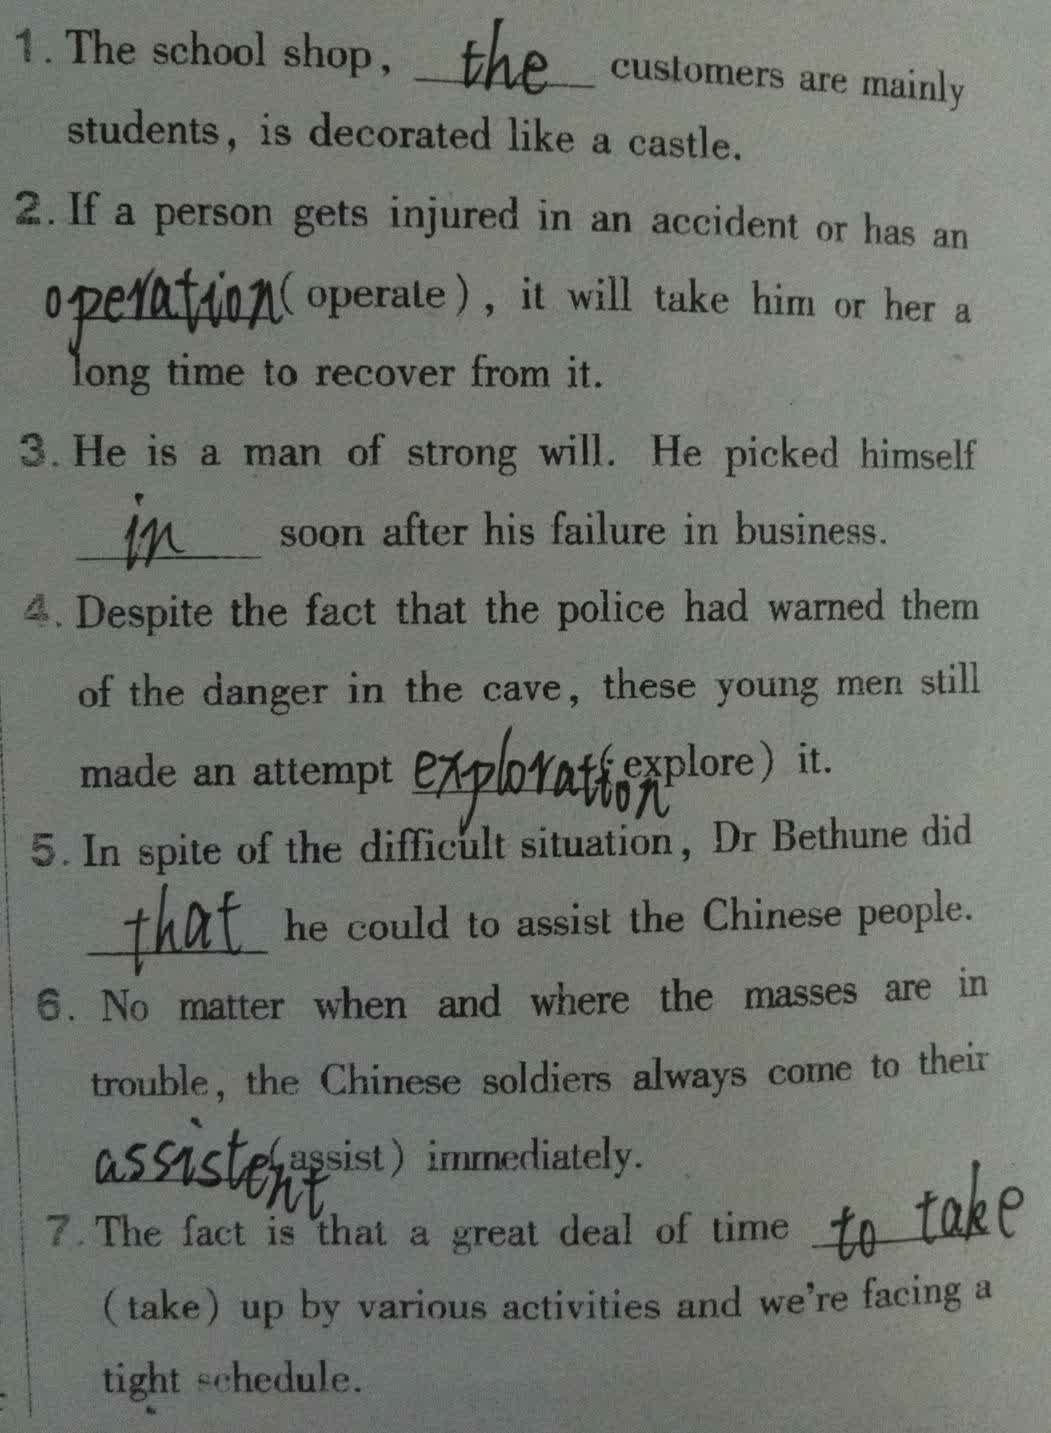 1. The school shop, the customers are mainly
students, is decorated like a castle.
2. If a person gets injured in an accident or has an
operation (operate), it will take him or her a
long time to recover from it.
3. He is a man of strong will. He picked himself
in soon after his failure in business.
4. Despite the fact that the police had warned them
of the danger in the cave, these young men still
made an attempt exploration (explore) it.
5. In spite of the difficult situation, Dr Bethune did
that he could to assist the Chinese people.
6. No matter when and where the masses are in
trouble, the Chinese soldiers always come to their
assistent (assist) immediately.
7. The fact is that a great deal of time to take
(take) up by various activities and we're facing a
tight schedule.